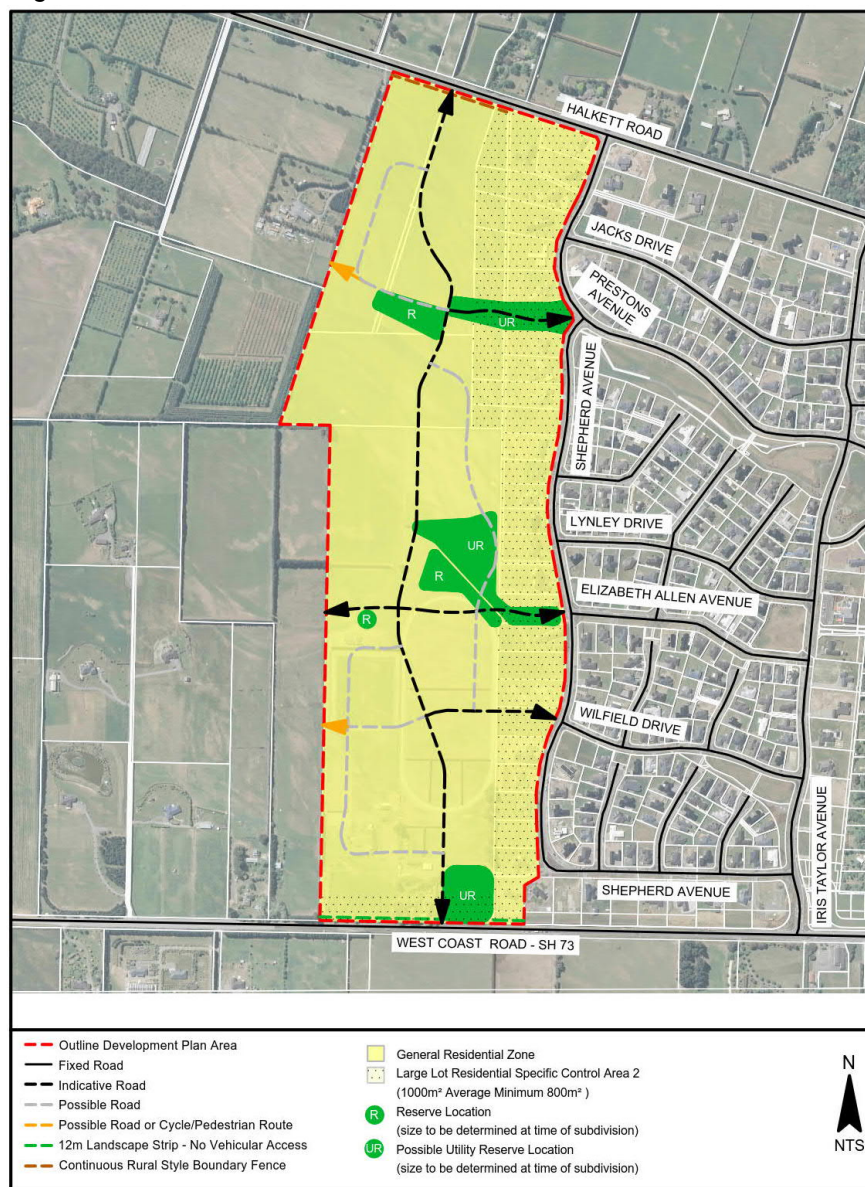 HALKETT ROAD
JACKS DRIVE
PRESTONS
AVENUE
R
UR
SHEPHERD AVENUE
LYNLEY DRIVE
UR
R
ELIZABETH ALLEN AVENUE
R
WILFIELD DRIVE
IRIS TAYLOR AVENUE
UR
SHEPHERD AVENUE
WEST COAST ROAD - SH 73
Outline Development Plan Area
Fixed Road
Indicative Road
Possible Road
Possible Road or Cycle/Pedestrian Route
12m Landscape Strip - No Vehicular Access
Continuous Rural Style Boundary Fence
General Residential Zone
Large Lot Residential Specific Control Area 2
(1000m² Average Minimum 800m² )
R Reserve Location
(size to be determined at time of subdivision)
UR Possible Utility Reserve Location
(size to be determined at time of subdivision)
N
NTS